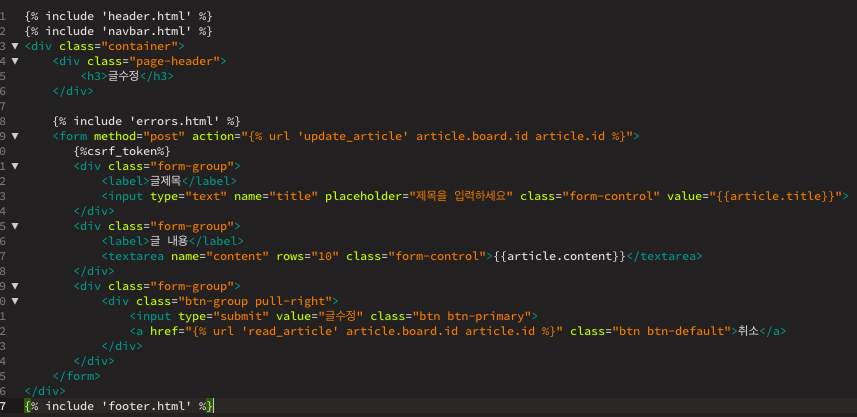 1 {% include 'header.html' %}
2 {% include 'navbar.html' %}
3 ▼ <div class="container">
4 ▼ <div class="page-header">
5 <h3>글수정</h3>
6 </div>
7
8 {% include 'errors.html' %}
9 ▼ <form method="post" action="{% url 'update_article' article.board.id article.id %}">
0 {%csrf_token%}
1 ▼ <div class="form-group">
2 <label>글제목</label>
3 <input type="text" name="title" placeholder="제목을 입력하세요" class="form-control" value="{{article.title}}">
4 </div>
5 ▼ <div class="form-group">
6 <label>글 내용</label>
7 <textarea name="content" rows="10" class="form-control">{{article.content}}</textarea>
8 </div>
9 ▼ <div class="form-group">
0 ▼ <div class="btn-group pull-right">
1 <input type="submit" value="글수정" class="btn btn-primary">
2 <a href="{% url 'read_article' article.board.id article.id %}" class="btn btn-default">취소</a>
3 </div>
4 </div>
5 </form>
6 </div>
7 {% include 'footer.html' %}